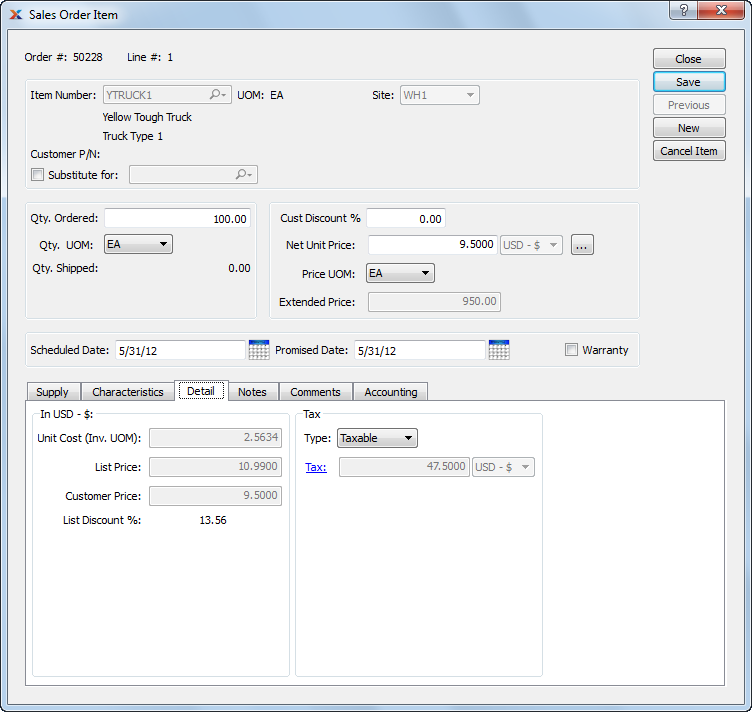 Sales Order Item
?
Order #: 50228 Line #: 1
Close
Save
Previous
New
Cancel Item
Item Number: YTRUCK1 UOM: EA Site: WH1
Yellow Tough Truck
Truck Type 1
Customer P/N:
Substitute for:
Qty. Ordered: 100.00
Qty. UOM: EA
Qty. Shipped: 0.00
Cust Discount % 0.00
Net Unit Price: 9.5000 USD - $ ...
Price UOM: EA
Extended Price: 950.00
Scheduled Date: 5/31/12 Promised Date: 5/31/12 Warranty
Supply Characteristics Detail Notes Comments Accounting
In USD - $:
Unit Cost (Inv. UOM): 2.5634
List Price: 10.9900
Customer Price: 9.5000
List Discount %: 13.56
Tax
Type: Taxable
Tax: 47.5000 USD - $